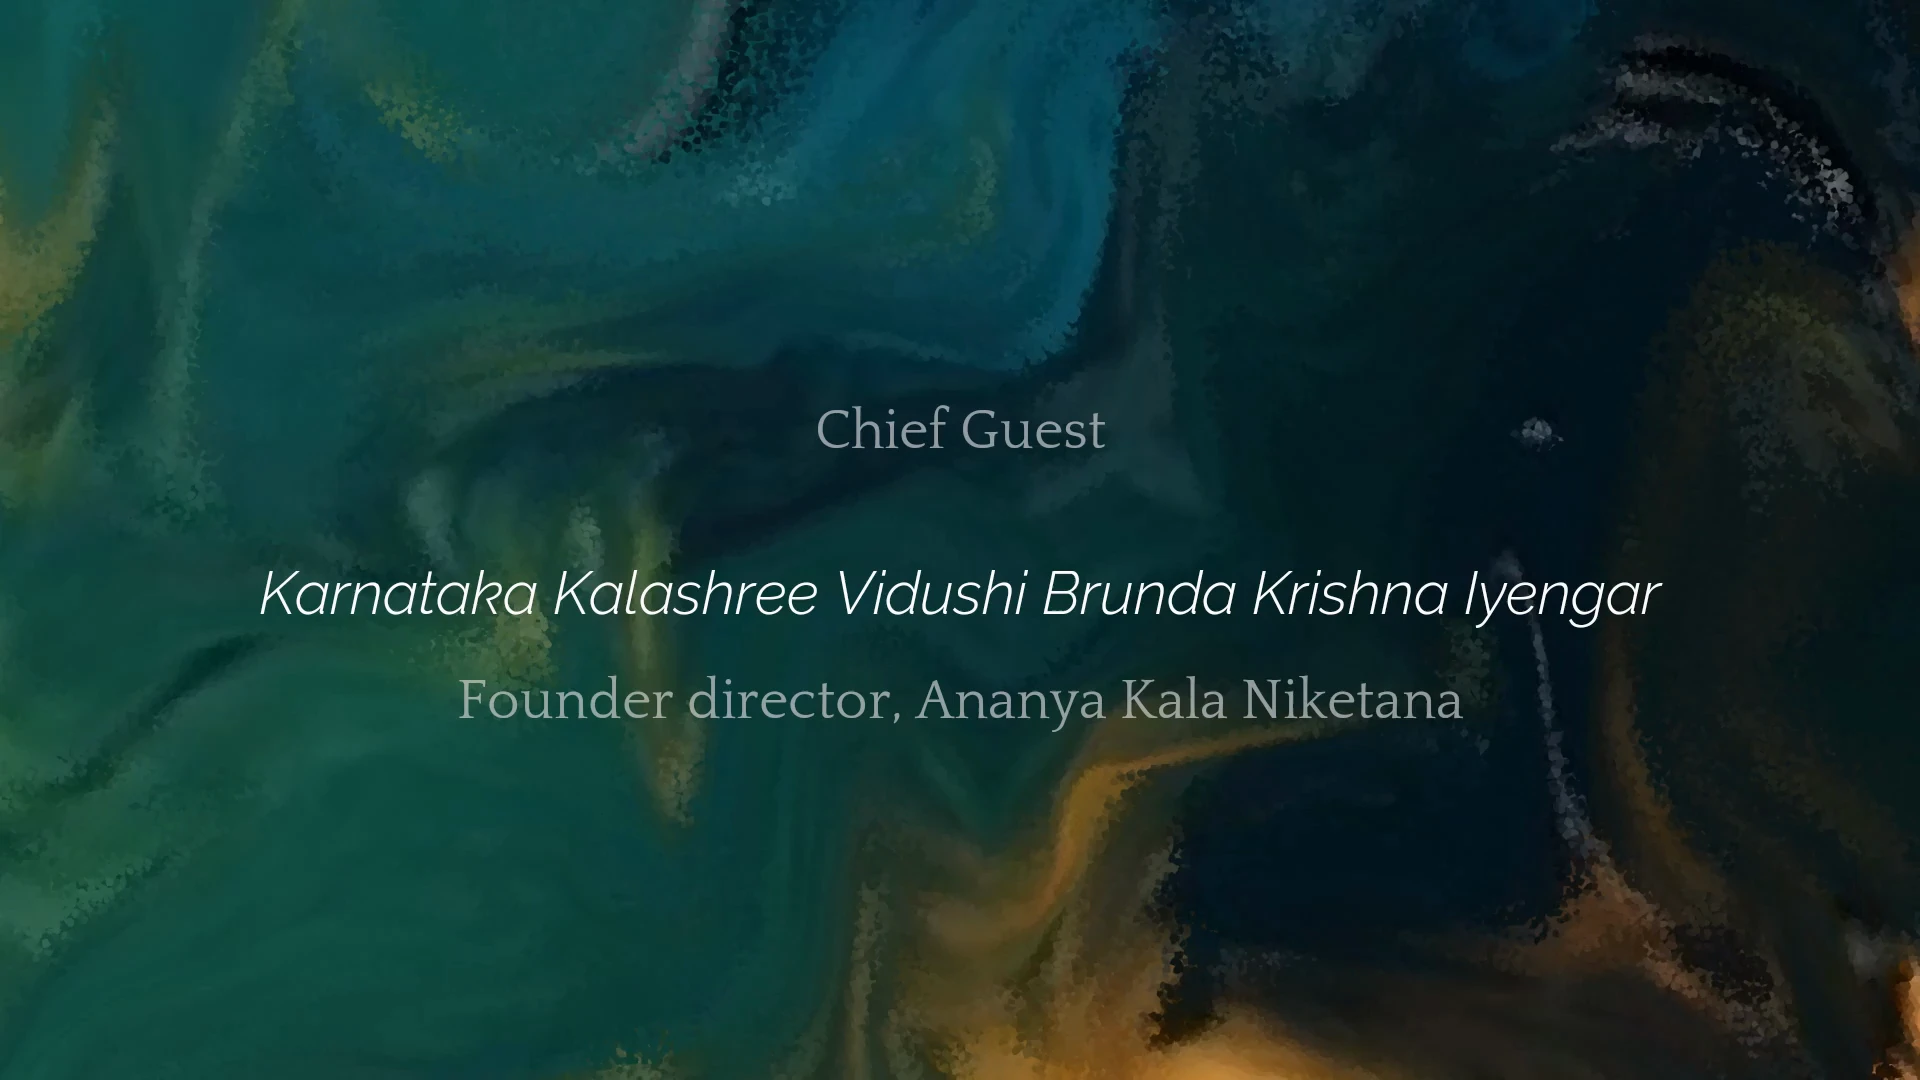 Chief Guest
Karnataka Kalashree Vidushi Brunda Krishna Iyengar
Founder director, Ananya Kala Niketana